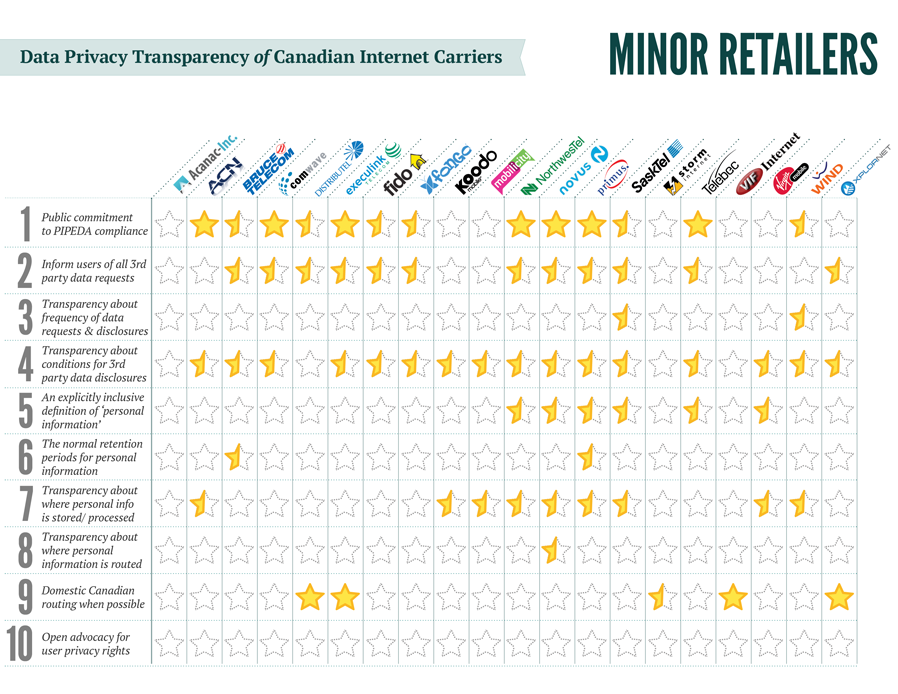 Data Privacy Transparency of Canadian Internet Carriers
MINOR RETAILERS
Acanac-Inc.
ACN
BRUCE TELECOM
comwave
DISTRIBUTEL
execulink
fido
fongo
Koodo
mobile
mobilicity
NORTHWESTEL
novus
primus
SaskTel
storm
internet
Télébec
VIF Internet
Virgin
mobile
WIND
XPLORNET
1 Public commitment
to PIPEDA compliance
2 Inform users of all 3rd
party data requests
3 Transparency about
frequency of data
requests & disclosures
4 Transparency about
conditions for 3rd
party data disclosures
5 An explicitly inclusive
definition of 'personal
information'
6 The normal retention
periods for personal
information
7 Transparency about
where personal info
is stored/ processed
8 Transparency about
where personal
information is routed
9 Domestic Canadian
routing when possible
10 Open advocacy for
user privacy rights